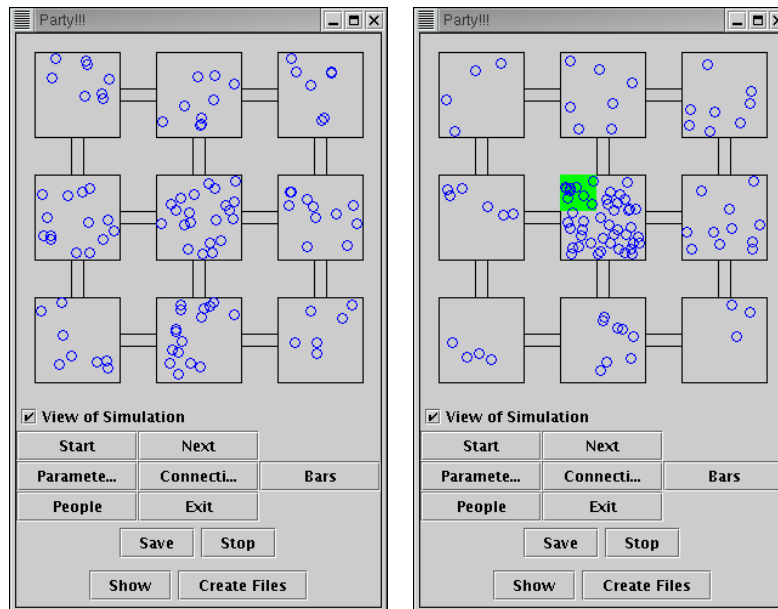 Party!!!
View of Simulation
Start Next
Paramete... Connecti... Bars
People Exit
Save Stop
Show Create Files
Party!!!
View of Simulation
Start Next
Paramete... Connecti... Bars
People Exit
Save Stop
Show Create Files